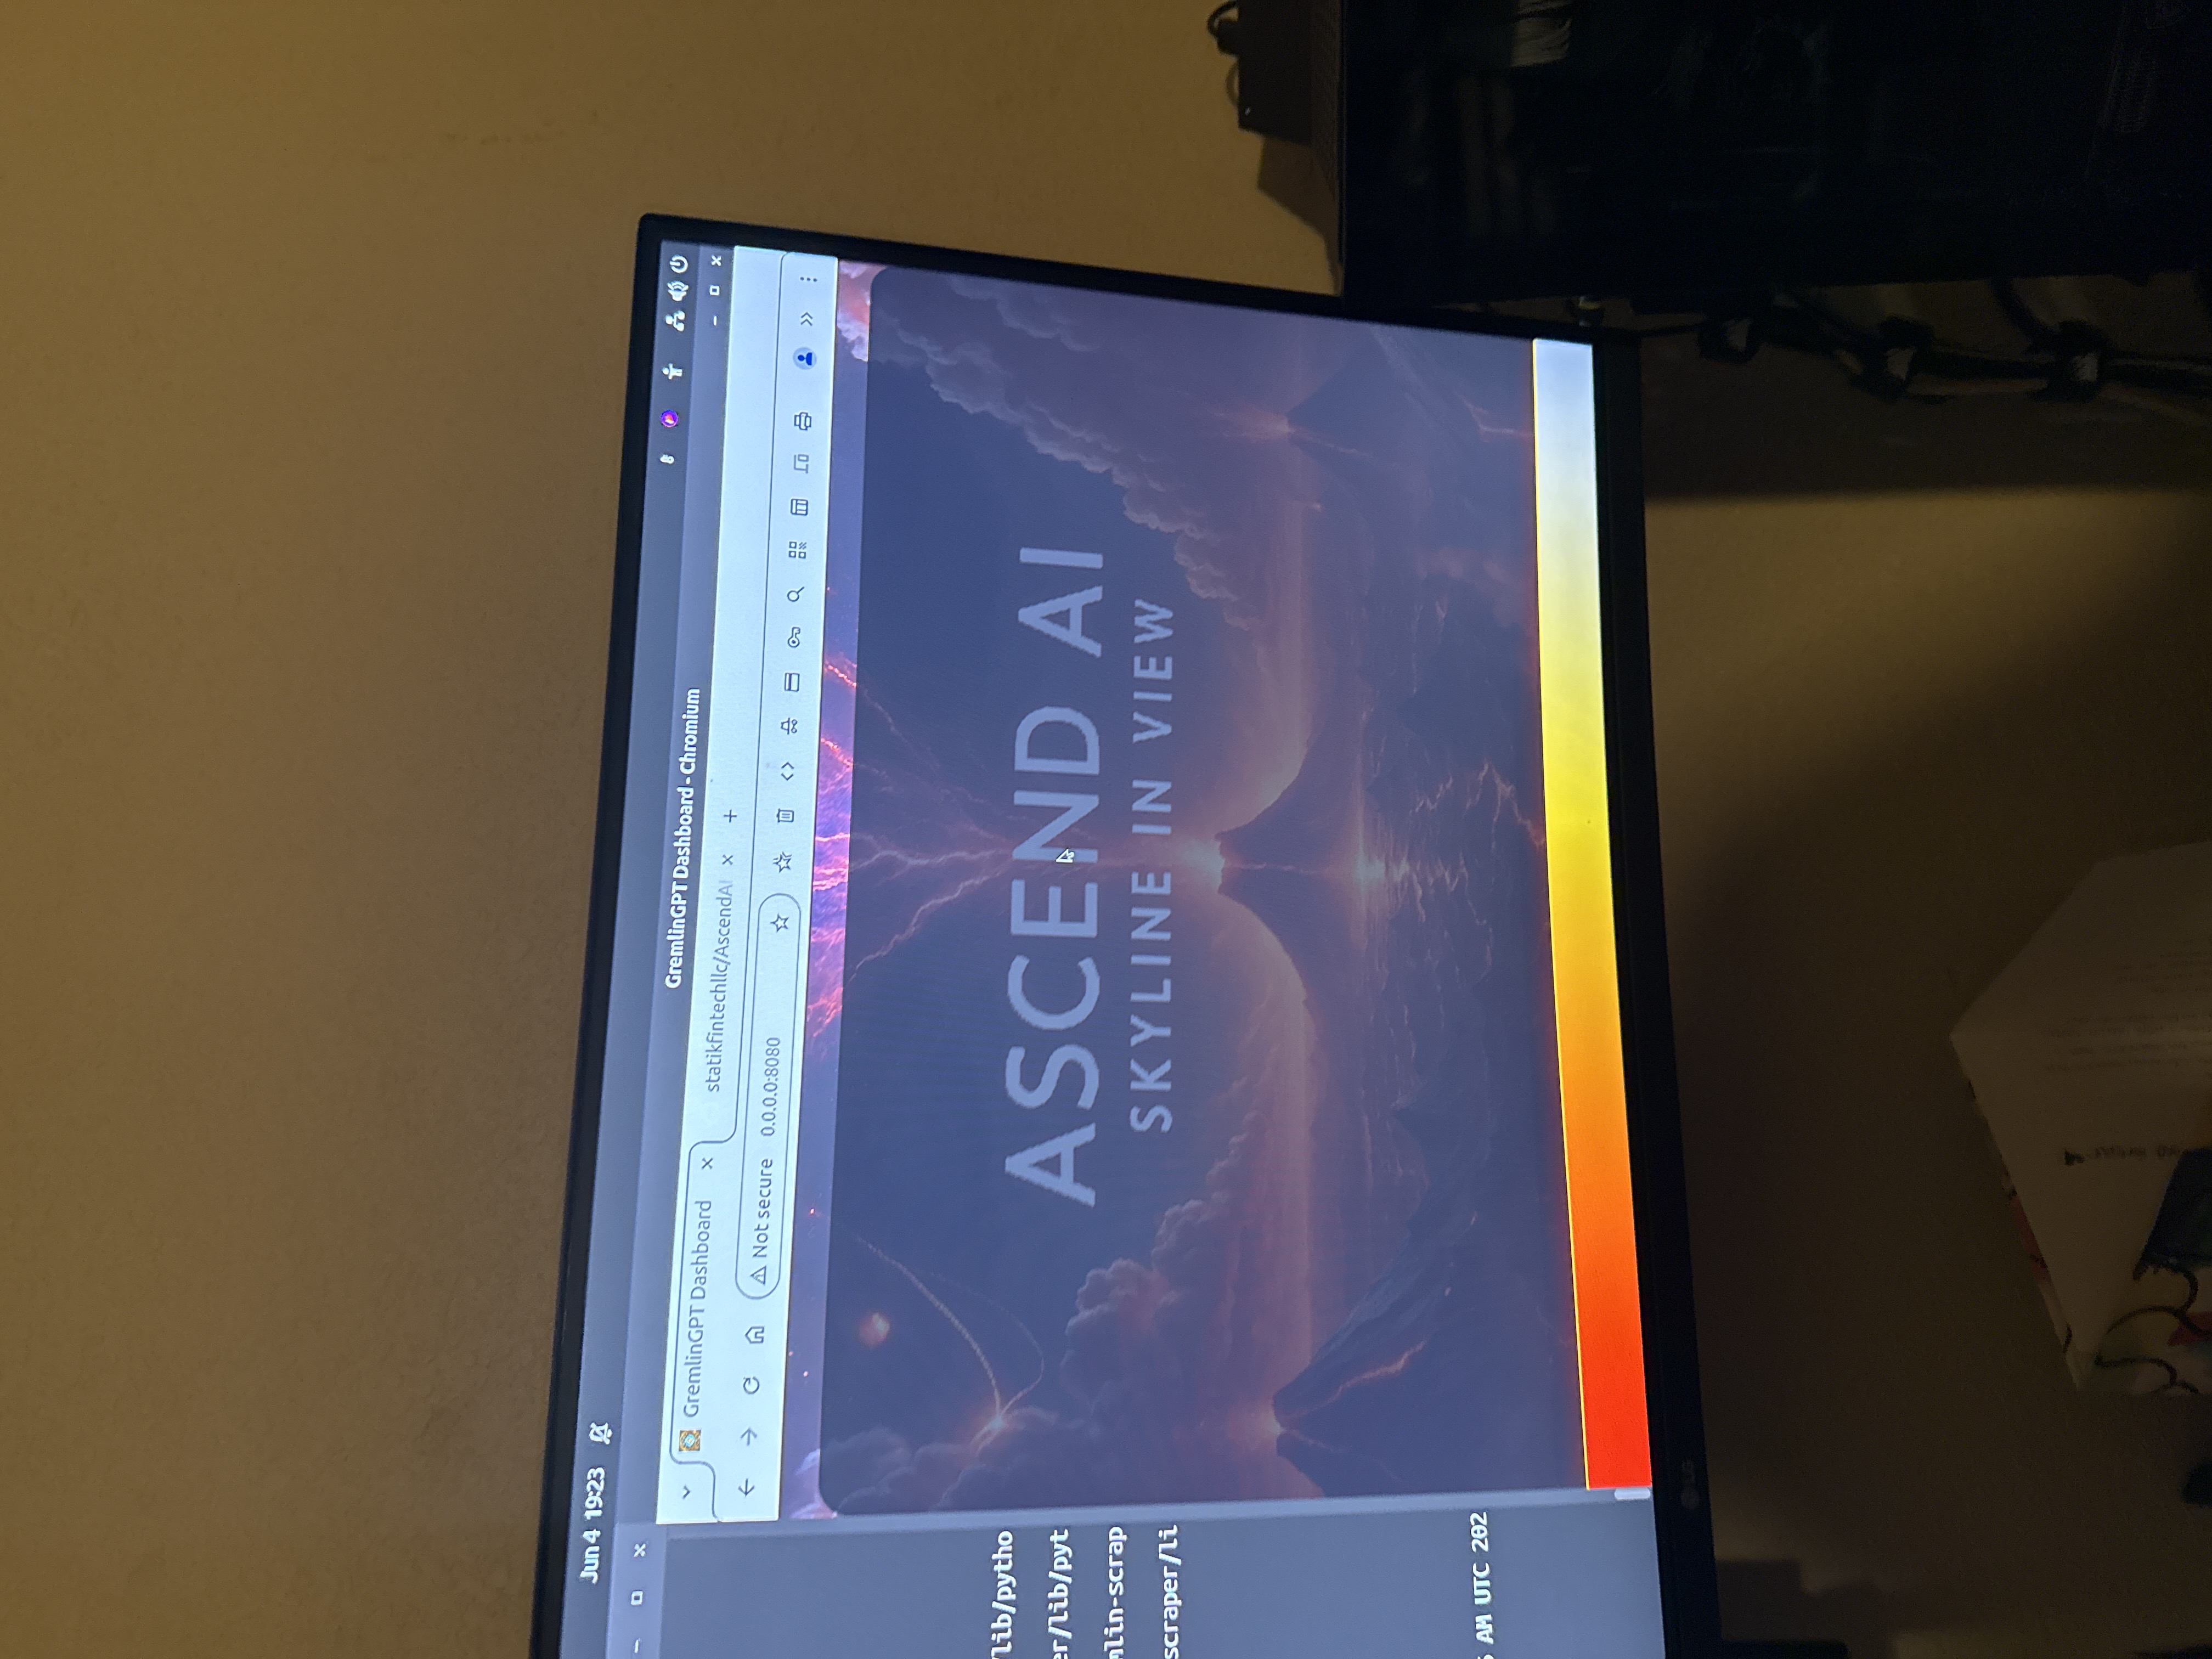 Jun 4 19:23
GremlinGPT Dashboard - Chromium
GremlinGPT Dashboard
statikfintechllc/AscendAI
Not secure 0.0.0.0:8080
/lib/pytho
er/lib/pyt
mlin-scrap
scraper/li
AM UTC 202
ASCEND AI
SKYLINE IN VIEW
LG